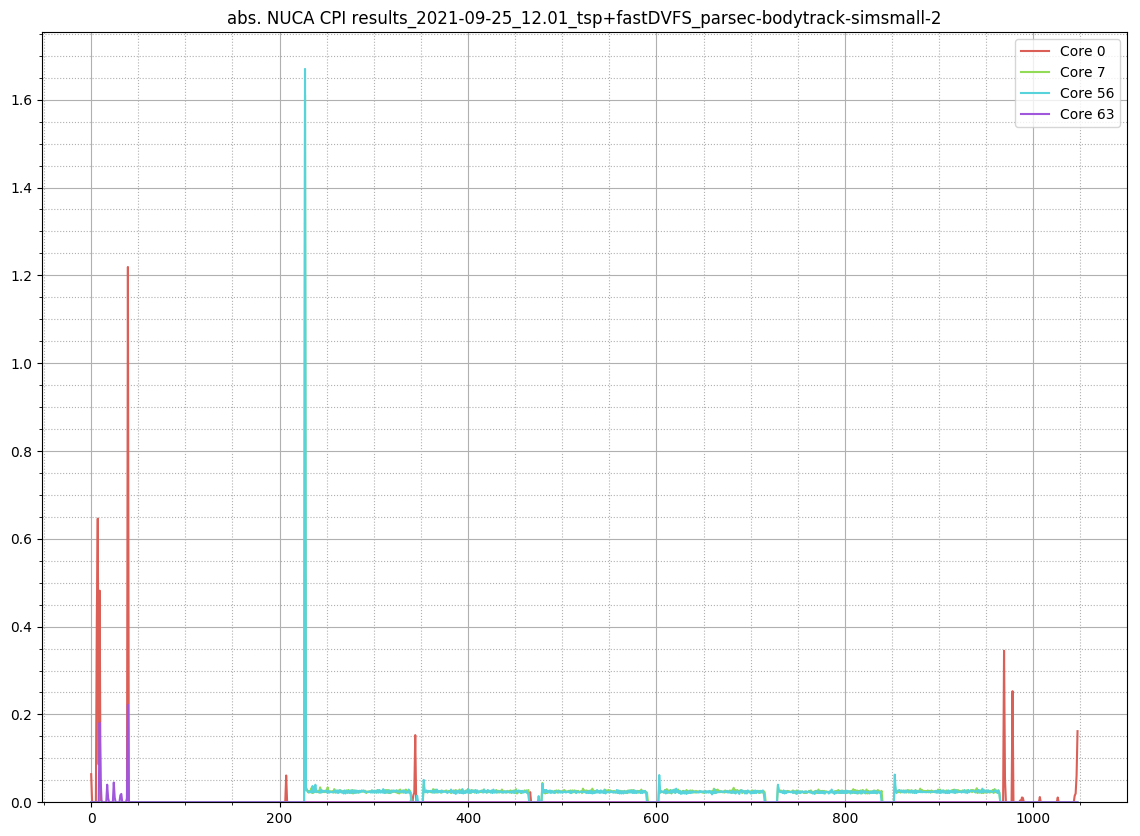 abs. NUCA CPI results_2021-09-25_12.01_tsp+fastDVFS_parsec-bodytrack-simsmall-2
Core 0
Core 7
Core 56
Core 63
1.6
1.4
1.2
1.0
0.8
0.6
0.4
0.2
0.0
0 200 400 600 800 1000